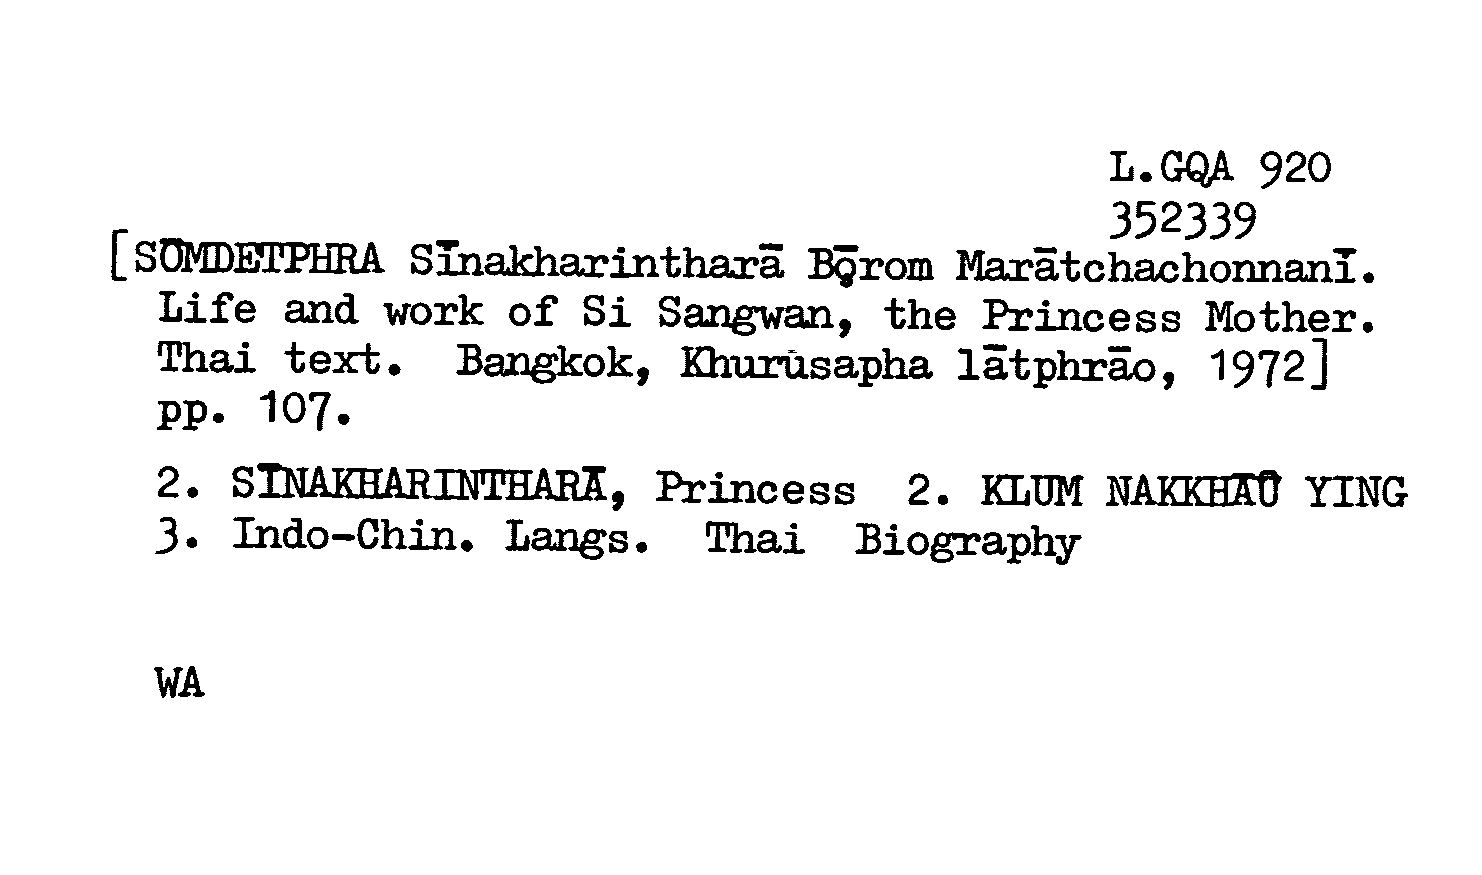 L.GQA 920
352339
[SŌMDETPHRA Sīnakharintharā Bǭrom Marātchachonnanī.
Life and work of Si Sangwan, the Princess Mother.
Thai text. Bangkok, Khurūsapha lātphrāo, 1972]
pp. 107.
2. SĪNAKHARINTHARĀ, Princess 2. KLUM NAKKHĀŪ YING
3. Indo-Chin. Langs. Thai Biography
WA